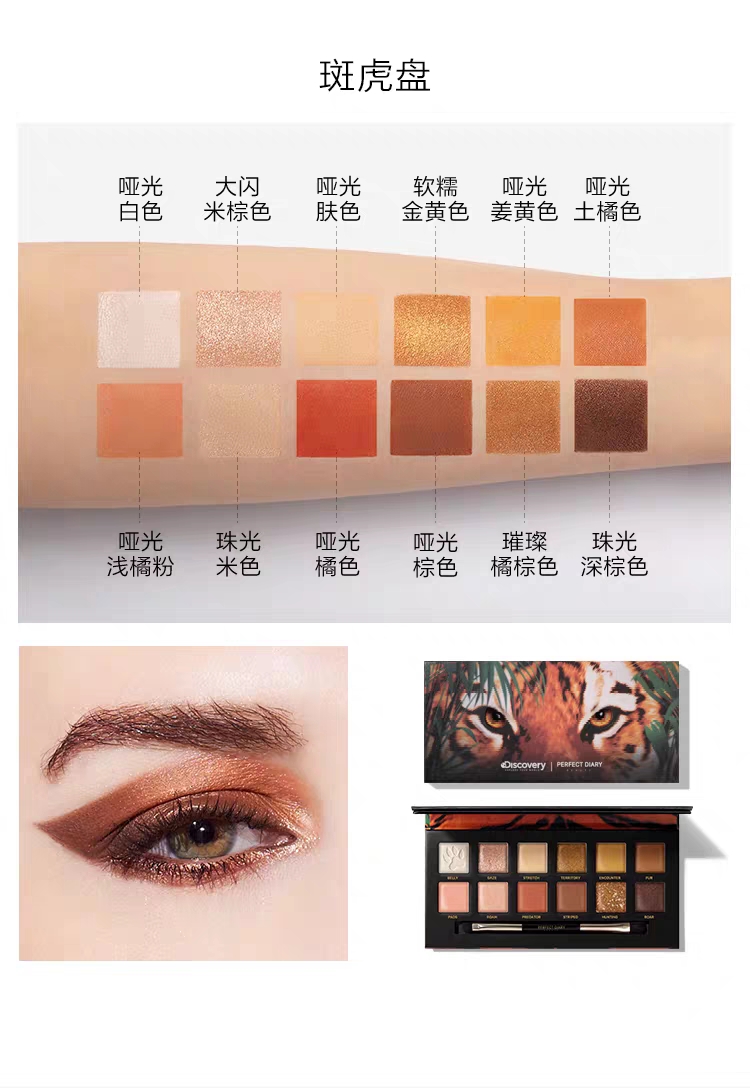 斑虎盘
哑光 大闪 哑光 软糯 哑光 哑光
白色 米棕色 肤色 金黄色 姜黄色 土橘色
哑光 珠光 哑光 哑光 璀璨 珠光
浅橘粉 米色 橘色 棕色 橘棕色 深棕色
Discovery | PERFECT DIARY
BELLY GAZE STRETCH TERRITORY ENCOUNTER FUR
PACE ROAM PREDATOR STRIPES HUNTING ROAR
PERFECT DIARY